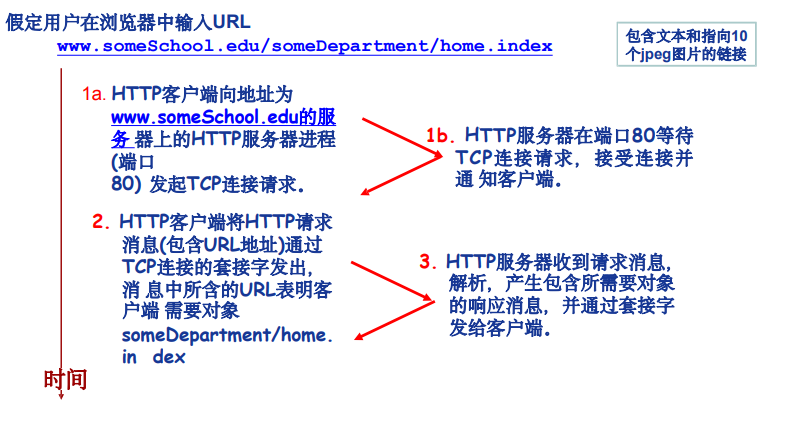 假定用户在浏览器中输入URL
www.someSchool.edu/someDepartment/home.index
包含文本和指向10
个jpeg图片的链接
1a. HTTP客户端向地址为
www.someSchool.edu的服
务 器上的HTTP服务器进程
(端口
80) 发起TCP连接请求。
1b. HTTP服务器在端口80等待
TCP连接请求，接受连接并
通 知客户端。
2. HTTP客户端将HTTP请求
消息(包含URL地址)通过
TCP连接的套接字发出，
消 息中所含的URL表明客
户端 需要对象
someDepartment/home.
in dex
3. HTTP服务器收到请求消息，
解析，产生包含所需要对象
的响应消息，并通过套接字
发给客户端。
时间